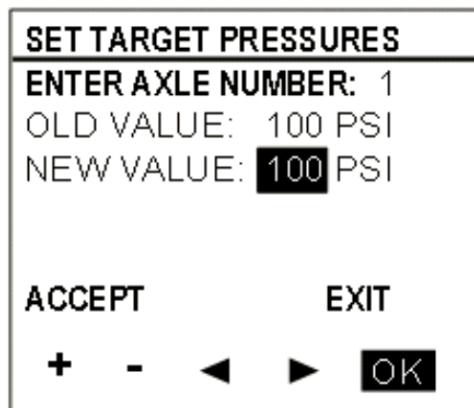 SET TARGET PRESSURES
ENTER AXLE NUMBER: 1
OLD VALUE: 100 PSI
NEW VALUE: 100 PSI
ACCEPT EXIT
+ - ◄ ► OK